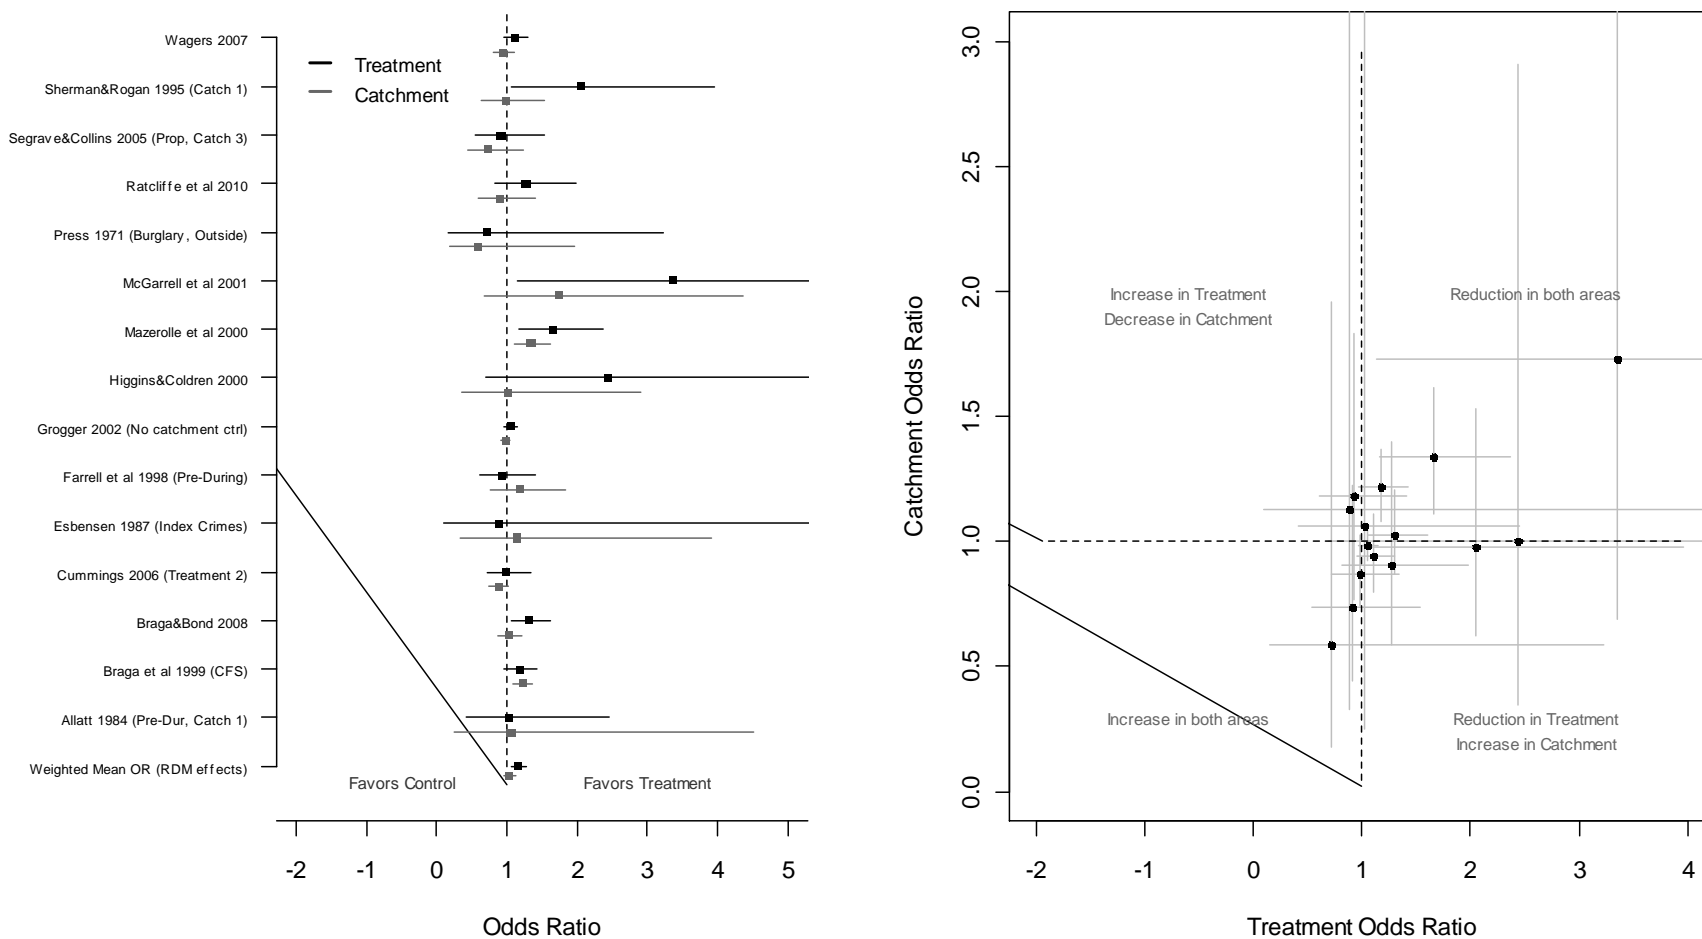 Wagers 2007
Sherman&Rogan 1995 (Catch 1)
Segrave&Collins 2005 (Prop, Catch 3)
Ratcliffe et al 2010
Press 1971 (Burglary, Outside)
McGarrell et al 2001
Mazerolle et al 2000
Higgins&Coldren 2000
Grogger 2002 (No catchment ctrl)
Farrell et al 1998 (Pre-During)
Esbensen 1987 (Index Crimes)
Cummings 2006 (Treatment 2)
Braga&Bond 2008
Braga et al 1999 (CFS)
Allatt 1984 (Pre-Dur, Catch 1)
Weighted Mean OR (RDM effects)
Treatment
Catchment
Favors Control
Favors Treatment
-2 -1 0 1 2 3 4 5
Odds Ratio
Catchment Odds Ratio
3.0
2.5
2.0
1.5
1.0
0.5
0.0
Increase in Treatment
Decrease in Catchment
Reduction in both areas
Increase in both areas
Reduction in Treatment
Increase in Catchment
-2 0 1 2 3 4
Treatment Odds Ratio